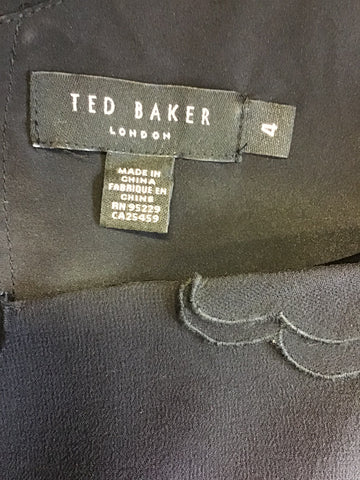 TED BAKER
LONDON
4
MADE IN
CHINA
FABRIQUE EN
CHINE
RN 95229
CA25459